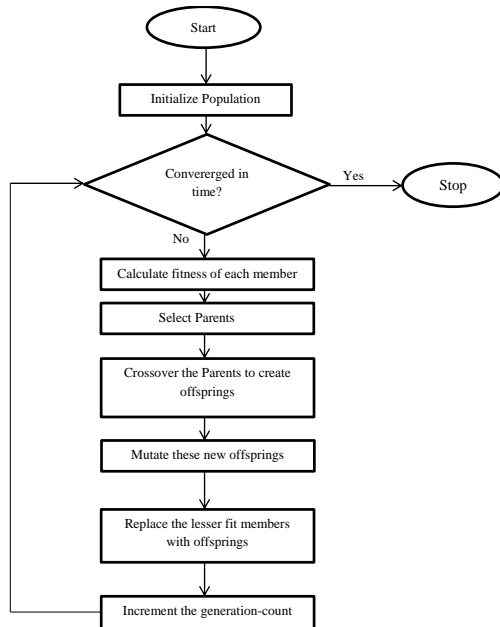 Start
Initialize Population
Convererged in
time?
Yes
Stop
No
Calculate fitness of each member
Select Parents
Crossover the Parents to create
offsprings
Mutate these new offsprings
Replace the lesser fit members
with offsprings
Increment the generation-count